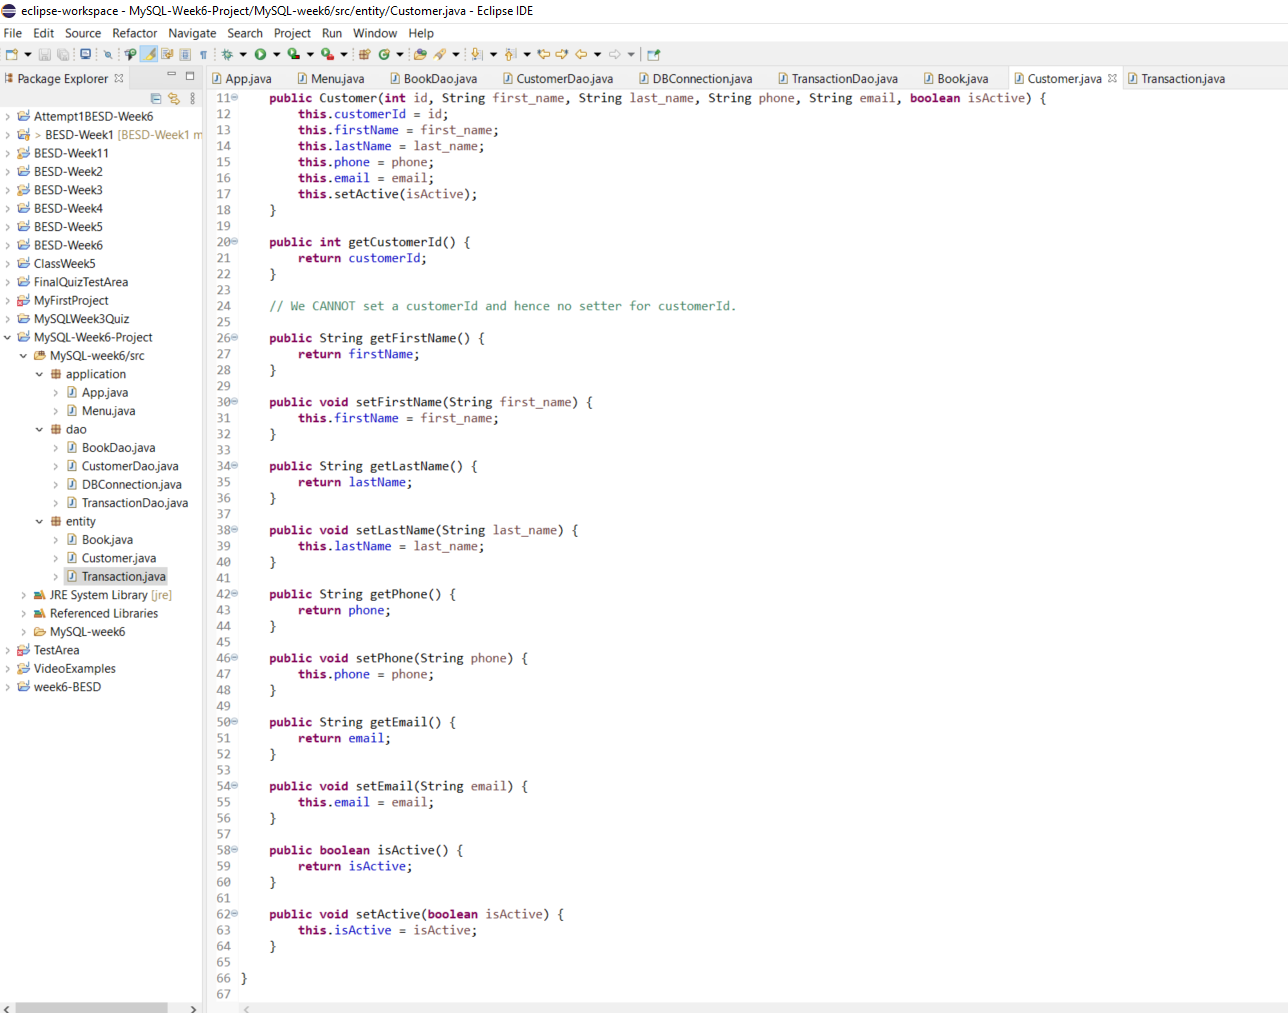 eclipse-workspace - MySQL-Week6-Project/MySQL-week6/src/entity/Customer.java - Eclipse IDE
File Edit Source Refactor Navigate Search Project Run Window Help
Package Explorer
App.java Menu.java BookDao.java CustomerDao.java DBConnection.java TransactionDao.java Book.java Customer.java Transaction.java
Attempt1BESD-Week6
> BESD-Week1 [BESD-Week1 m
BESD-Week11
BESD-Week2
BESD-Week3
BESD-Week4
BESD-Week5
BESD-Week6
ClassWeek5
FinalQuizTestArea
MyFirstProject
MySQLWeek3Quiz
MySQL-Week6-Project
MySQL-week6/src
application
App.java
Menu.java
dao
BookDao.java
CustomerDao.java
DBConnection.java
TransactionDao.java
entity
Book.java
Customer.java
Transaction.java
JRE System Library [jre]
Referenced Libraries
MySQL-week6
TestArea
VideoExamples
week6-BESD
11 public Customer(int id, String first_name, String last_name, String phone, String email, boolean isActive) {
12 this.customerId = id;
13 this.firstName = first_name;
14 this.lastName = last_name;
15 this.phone = phone;
16 this.email = email;
17 this.setActive(isActive);
18 }
19
20 public int getCustomerId() {
21 return customerId;
22 }
23
24 // We CANNOT set a customerId and hence no setter for customerId.
25
26 public String getFirstName() {
27 return firstName;
28 }
29
30 public void setFirstName(String first_name) {
31 this.firstName = first_name;
32 }
33
34 public String getLastName() {
35 return lastName;
36 }
37
38 public void setLastName(String last_name) {
39 this.lastName = last_name;
40 }
41
42 public String getPhone() {
43 return phone;
44 }
45
46 public void setPhone(String phone) {
47 this.phone = phone;
48 }
49
50 public String getEmail() {
51 return email;
52 }
53
54 public void setEmail(String email) {
55 this.email = email;
56 }
57
58 public boolean isActive() {
59 return isActive;
60 }
61
62 public void setActive(boolean isActive) {
63 this.isActive = isActive;
64 }
65
66 }
67